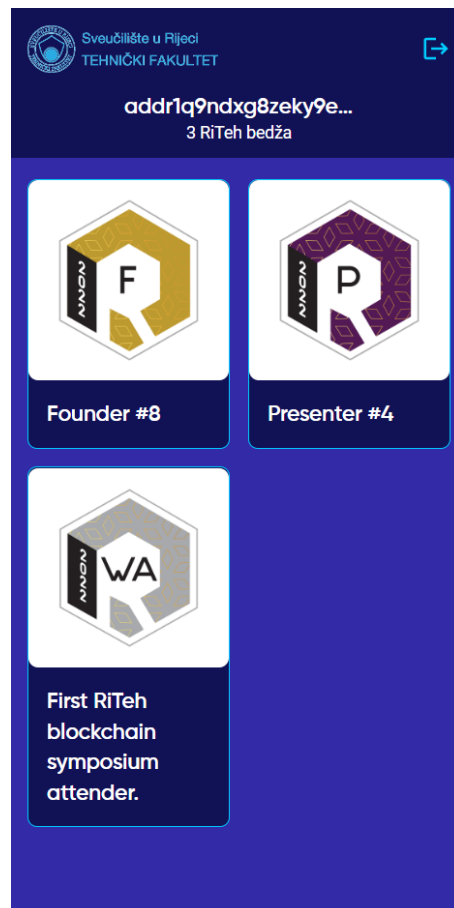 Sveučilište u Rijeci
TEHNIČKI FAKULTET
addr1q9ndxg8zeky9e...
3 RiTeh bedža
2022
F
2022
P
Founder #8
Presenter #4
2022
WA
First RiTeh
blockchain
symposium
attender.